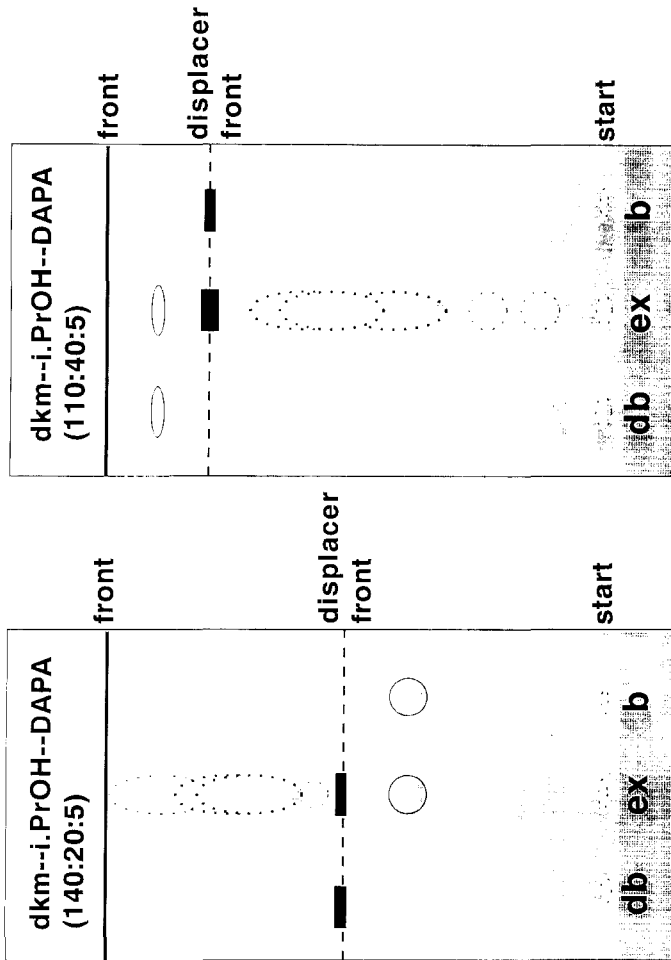 dkm--i.PrOH--DAPA
(110:40:5)
front
displacer
front
start
db ex b
dkm--i.PrOH--DAPA
(140:20:5)
front
displacer
front
start
db ex b